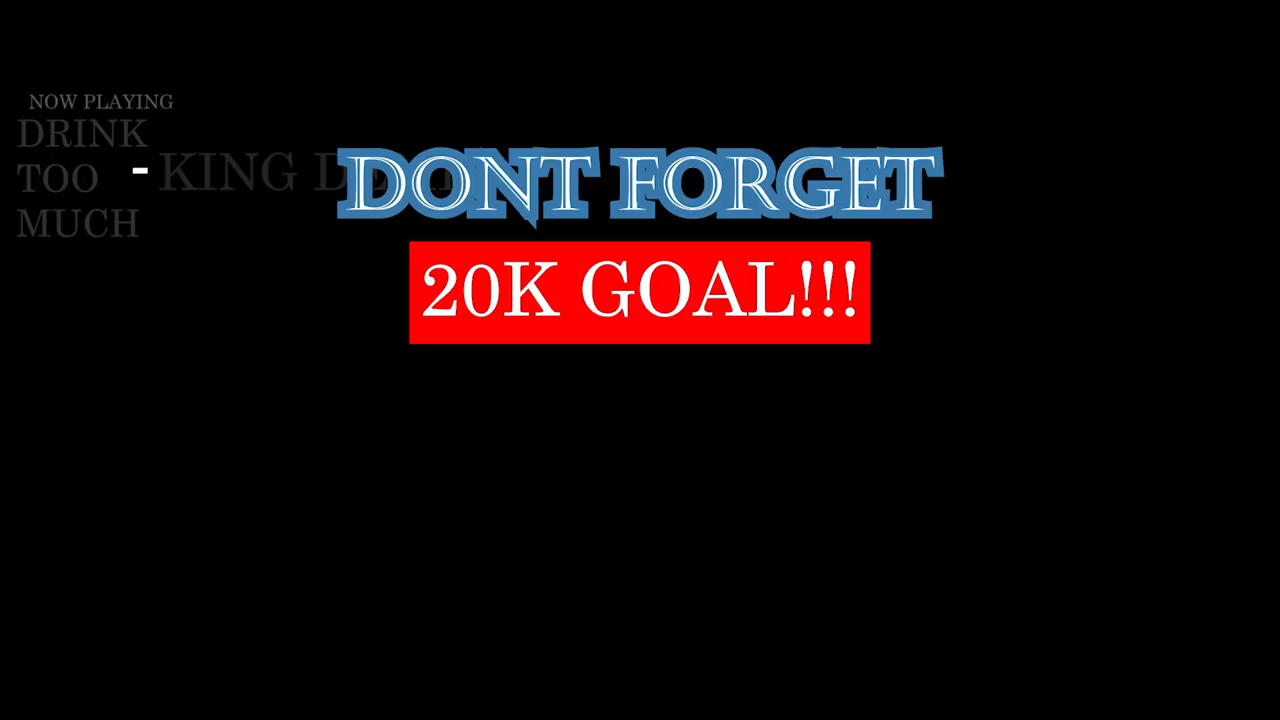 NOW PLAYING
DRINK
TOO
MUCH
- KING
DONT FORGET
20K GOAL!!!